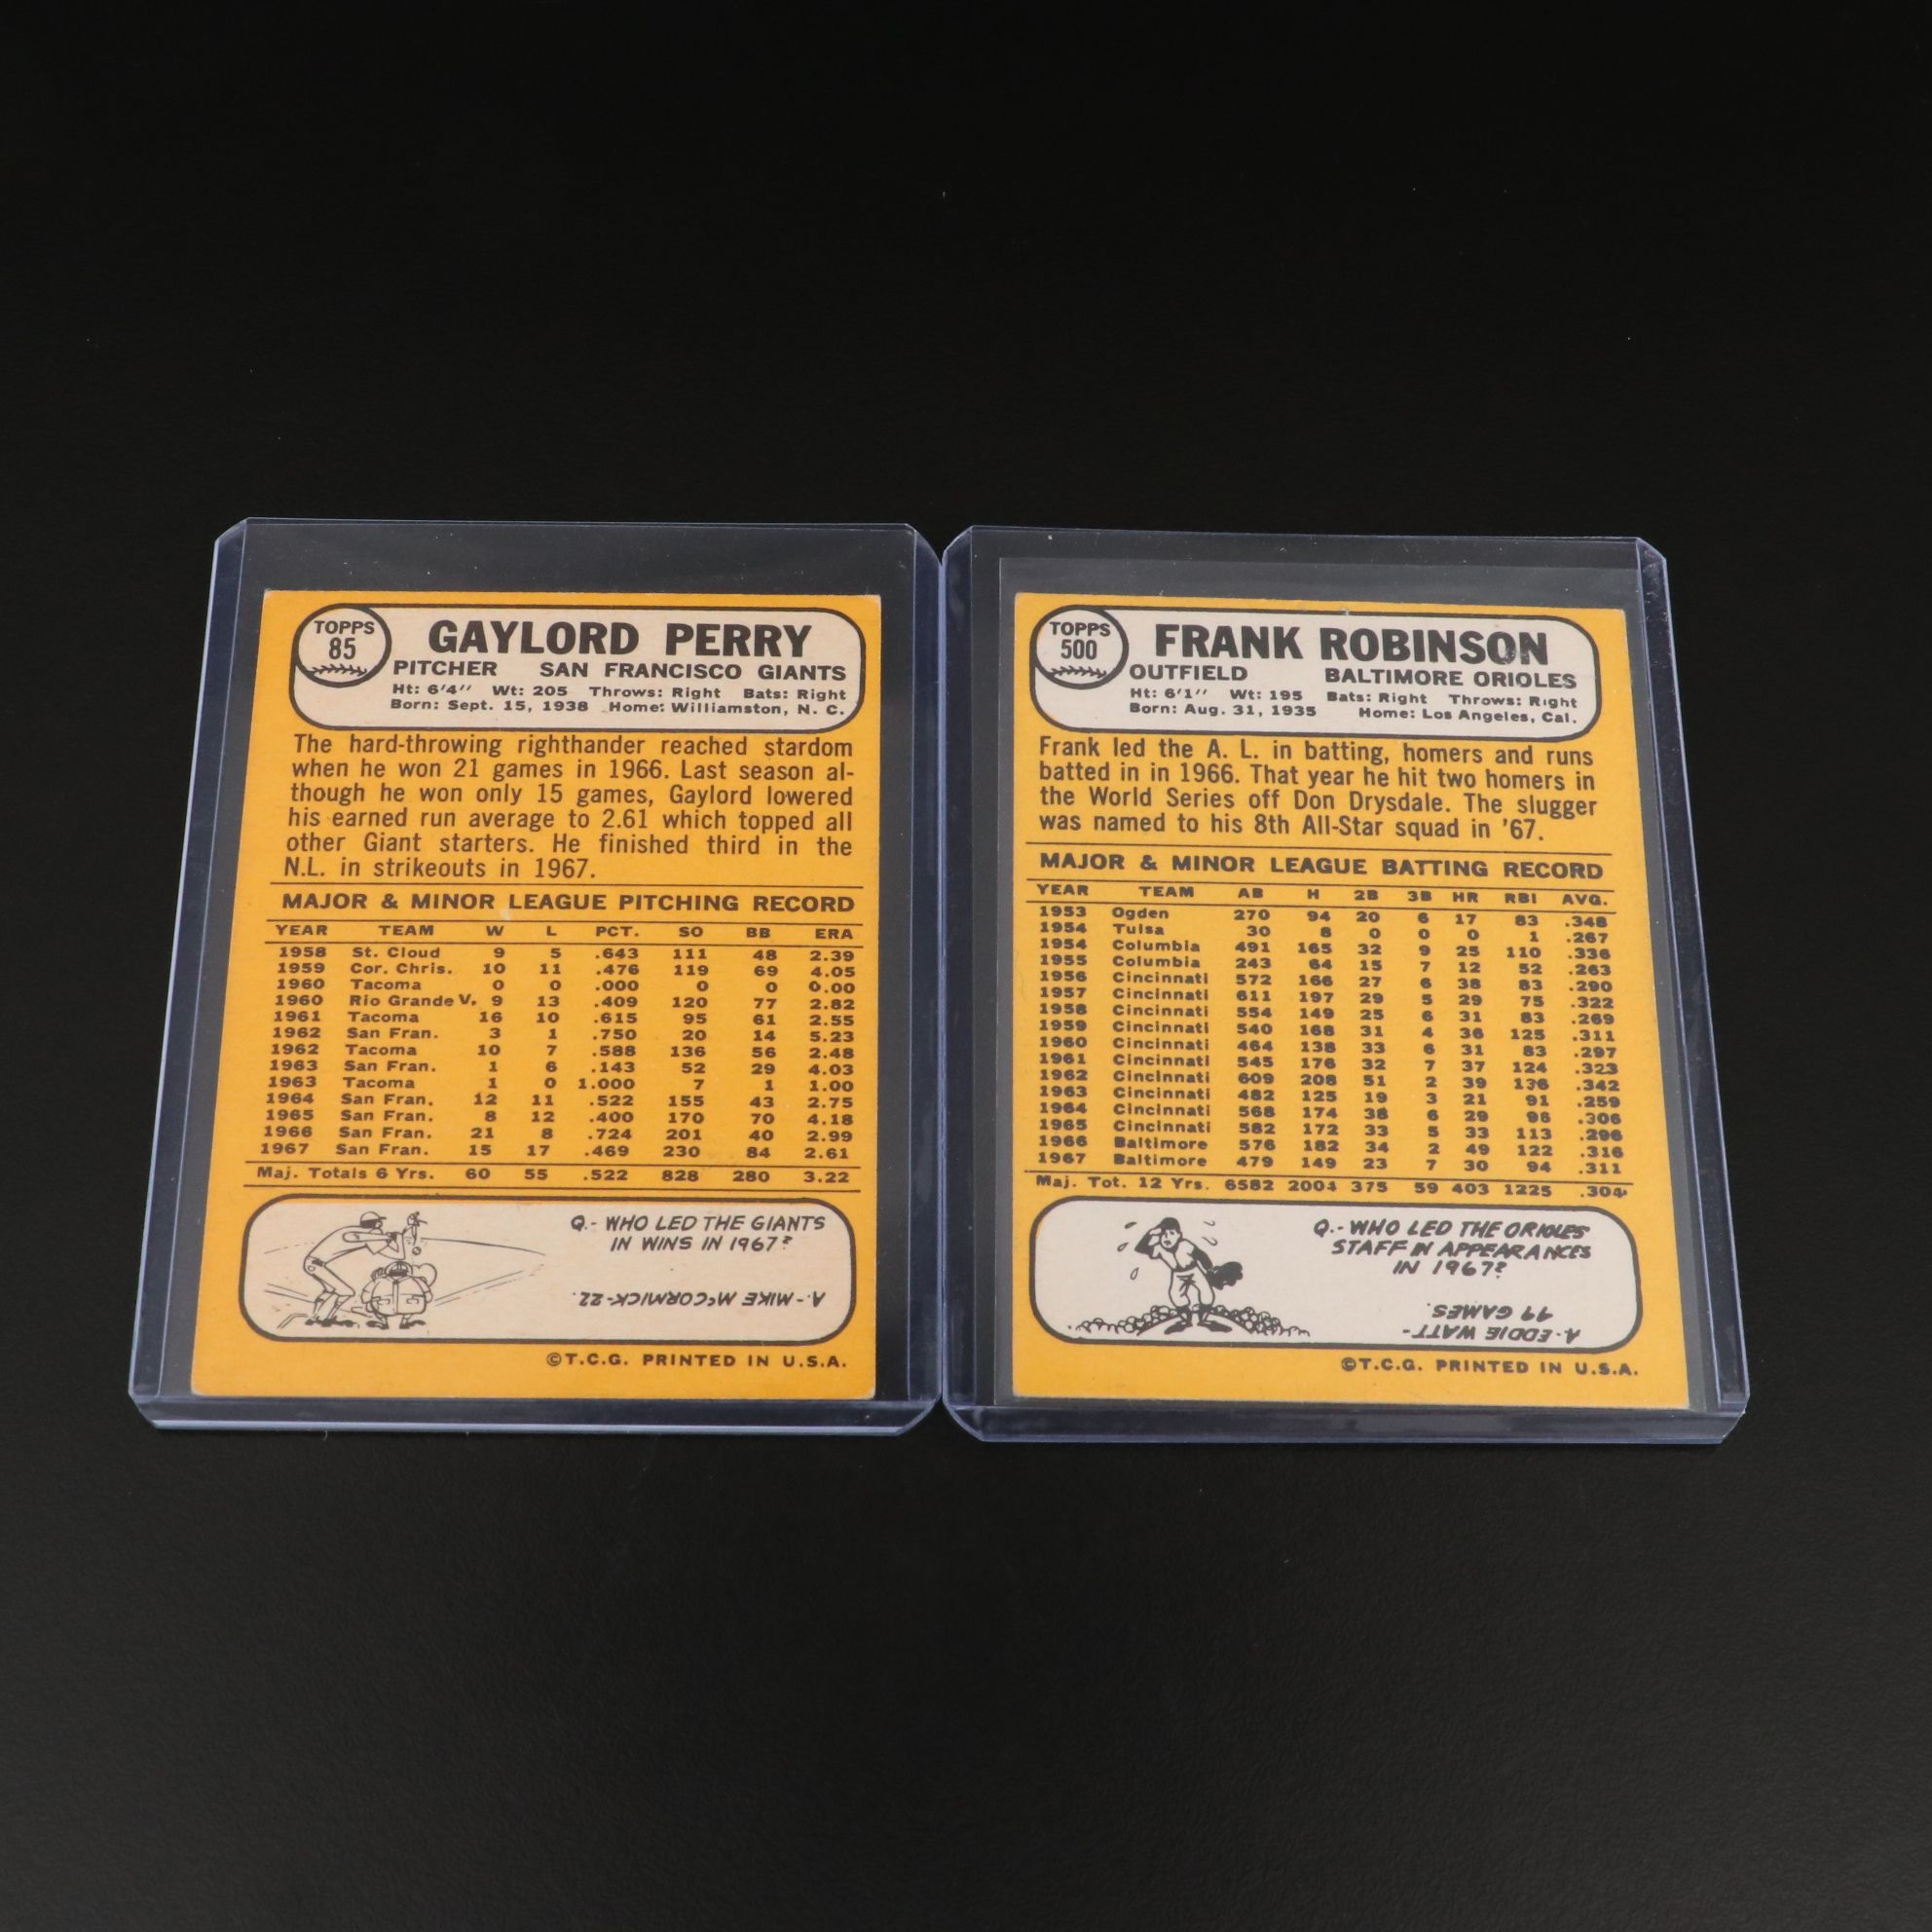 TOPPS
85
GAYLORD PERRY
PITCHER SAN FRANCISCO GIANTS
Ht: 6'4" Wt: 205 Throws: Right Bats: Right
Born: Sept. 15, 1938 Home: Williamston, N. C.
The hard-throwing righthander reached stardom
when he won 21 games in 1966. Last season al-
though he won only 15 games, Gaylord lowered
his earned run average to 2.61 which topped all
other Giant starters. He finished third in the
N.L. in strikeouts in 1967.
MAJOR & MINOR LEAGUE PITCHING RECORD
YEAR TEAM W L PCT. SO BB ERA
1958 St. Cloud 9 5 .643 111 48 2.39
1959 Cor. Chris. 10 11 .476 119 69 4.05
1960 Tacoma 0 0 .000 0 0 0.00
1960 Rio Grande V. 9 13 .409 120 77 2.82
1961 Tacoma 16 10 .615 95 61 2.55
1962 San Fran. 3 1 .750 20 14 5.23
1962 Tacoma 10 7 .588 136 56 2.48
1963 San Fran. 1 6 .143 52 29 4.03
1963 Tacoma 1 0 1.000 7 1 1.00
1964 San Fran. 12 11 .522 155 43 2.75
1965 San Fran. 8 12 .400 170 70 4.18
1966 San Fran. 21 8 .724 201 40 2.99
1967 San Fran. 15 17 .469 230 84 2.61
Maj. Totals 6 Yrs. 60 55 .522 828 280 3.22
Q.- WHO LED THE GIANTS
IN WINS IN 1967?
A.- MIKE McCORMICK-22.
©T.C.G. PRINTED IN U.S.A.
TOPPS
500
FRANK ROBINSON
OUTFIELD BALTIMORE ORIOLES
Ht: 6'1" Wt: 195 Bats: Right Throws: Right
Born: Aug. 31, 1935 Home: Los Angeles, Cal.
Frank led the A. L. in batting, homers and runs
batted in in 1966. That year he hit two homers in
the World Series off Don Drysdale. The slugger
was named to his 8th All-Star squad in '67.
MAJOR & MINOR LEAGUE BATTING RECORD
YEAR TEAM AB H 2B 3B HR RBI AVG.
1953 Ogden 270 94 20 6 17 83 .348
1954 Tulsa 30 8 0 0 0 1 .267
1954 Columbia 491 165 32 9 25 110 .336
1955 Columbia 243 64 15 7 12 52 .263
1956 Cincinnati 572 166 27 6 38 83 .290
1957 Cincinnati 611 197 29 5 29 75 .322
1958 Cincinnati 554 149 25 6 31 83 .269
1959 Cincinnati 540 168 31 4 36 125 .311
1960 Cincinnati 464 138 33 6 31 83 .297
1961 Cincinnati 545 176 32 7 37 124 .323
1962 Cincinnati 609 208 51 2 39 136 .342
1963 Cincinnati 482 125 19 3 21 91 .259
1964 Cincinnati 568 174 38 6 29 96 .306
1965 Cincinnati 582 172 33 5 33 113 .296
1966 Baltimore 576 182 34 2 49 122 .316
1967 Baltimore 479 149 23 7 30 94 .311
Maj. Tot. 12 Yrs. 6582 2004 375 59 403 1225 .304
Q.- WHO LED THE ORIOLES
STAFF IN APPEARANCES
IN 1967?
A-EDDIE WATT-
49 GAMES.
©T.C.G. PRINTED IN U.S.A.